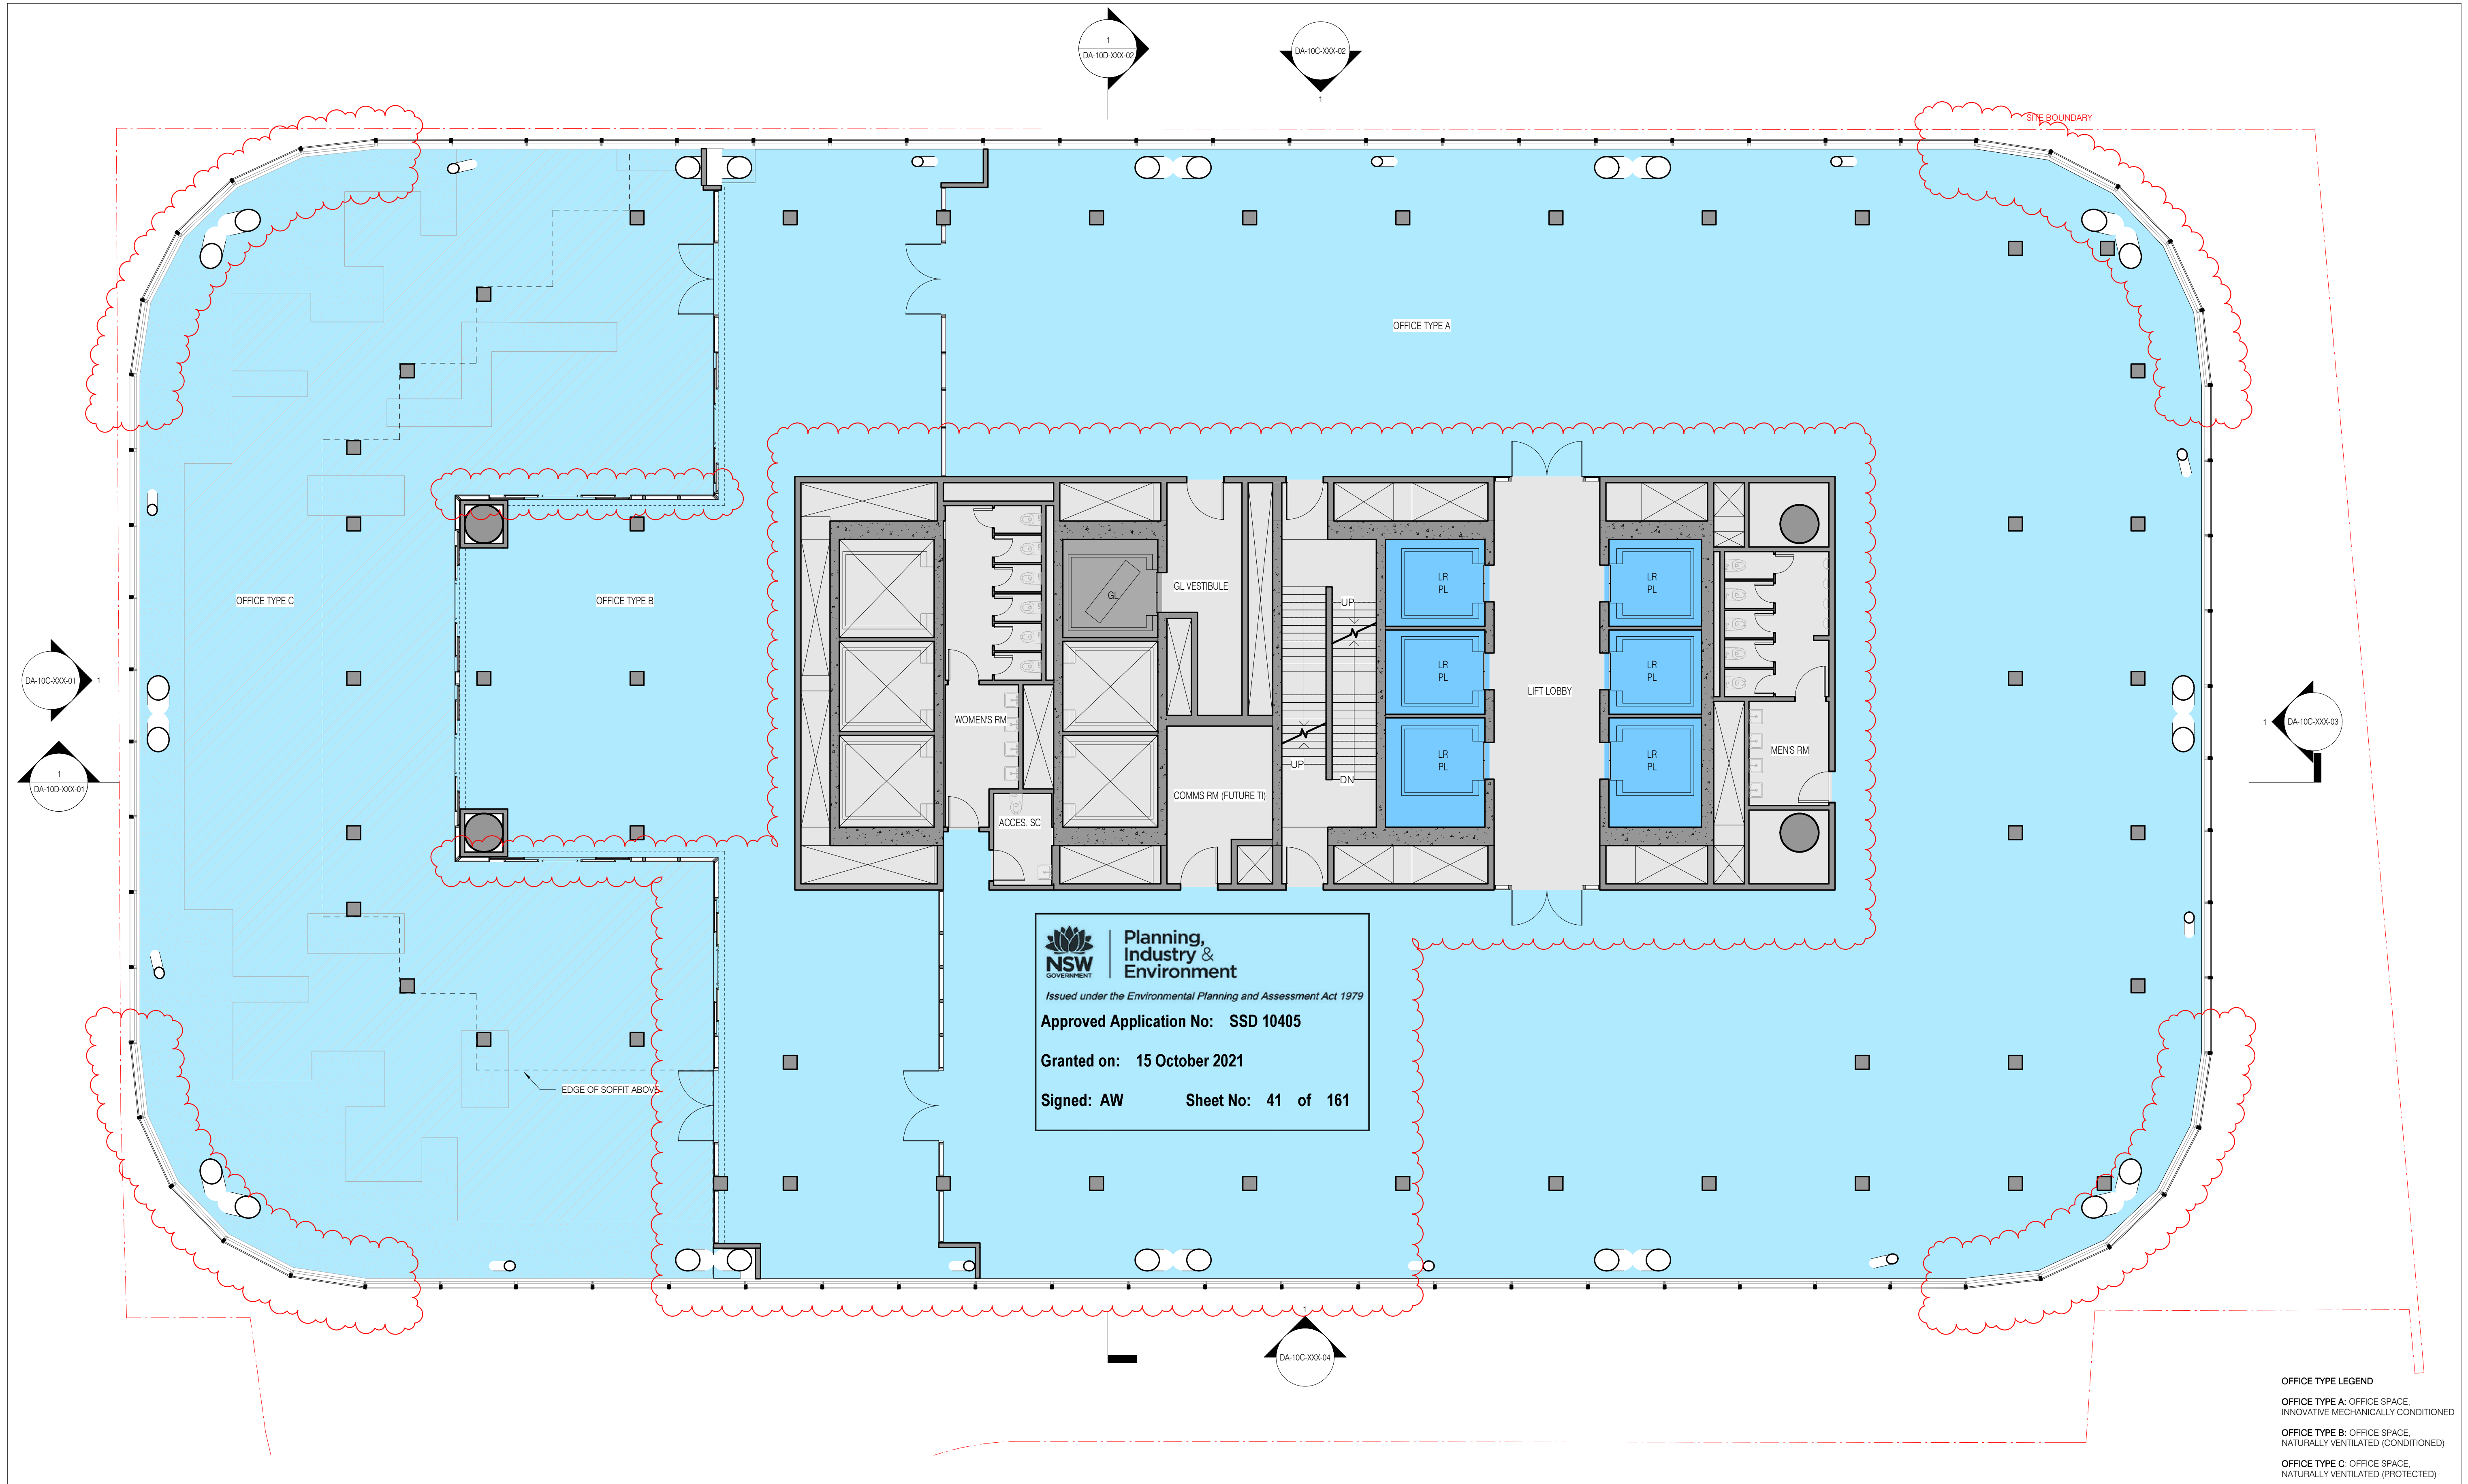 1
DA-10D-XXX-02
DA-10C-XXX-02
1
SITE BOUNDARY
OFFICE TYPE A
OFFICE TYPE C
OFFICE TYPE B
GL
GL VESTIBULE
UP
LR
PL
LR
PL
DA-10C-XXX-01
1
LR
PL
LR
PL
LIFT LOBBY
WOMEN'S RM
1
DA-10C-XXX-03
MEN'S RM
UP
DN
LR
PL
LR
PL
1
DA-10D-XXX-01
COMMS RM (FUTURE TI)
ACCES. SC
NSW
GOVERNMENT
Planning,
Industry &
Environment
Issued under the Environmental Planning and Assessment Act 1979
Approved Application No: SSD 10405
Granted on: 15 October 2021
Signed: AW Sheet No: 41 of 161
EDGE OF SOFFIT ABOVE
1
DA-10C-XXX-04
OFFICE TYPE LEGEND
OFFICE TYPE A: OFFICE SPACE,
INNOVATIVE MECHANICALLY CONDITIONED
OFFICE TYPE B: OFFICE SPACE,
NATURALLY VENTILATED (CONDITIONED)
OFFICE TYPE C: OFFICE SPACE,
NATURALLY VENTILATED (PROTECTED)